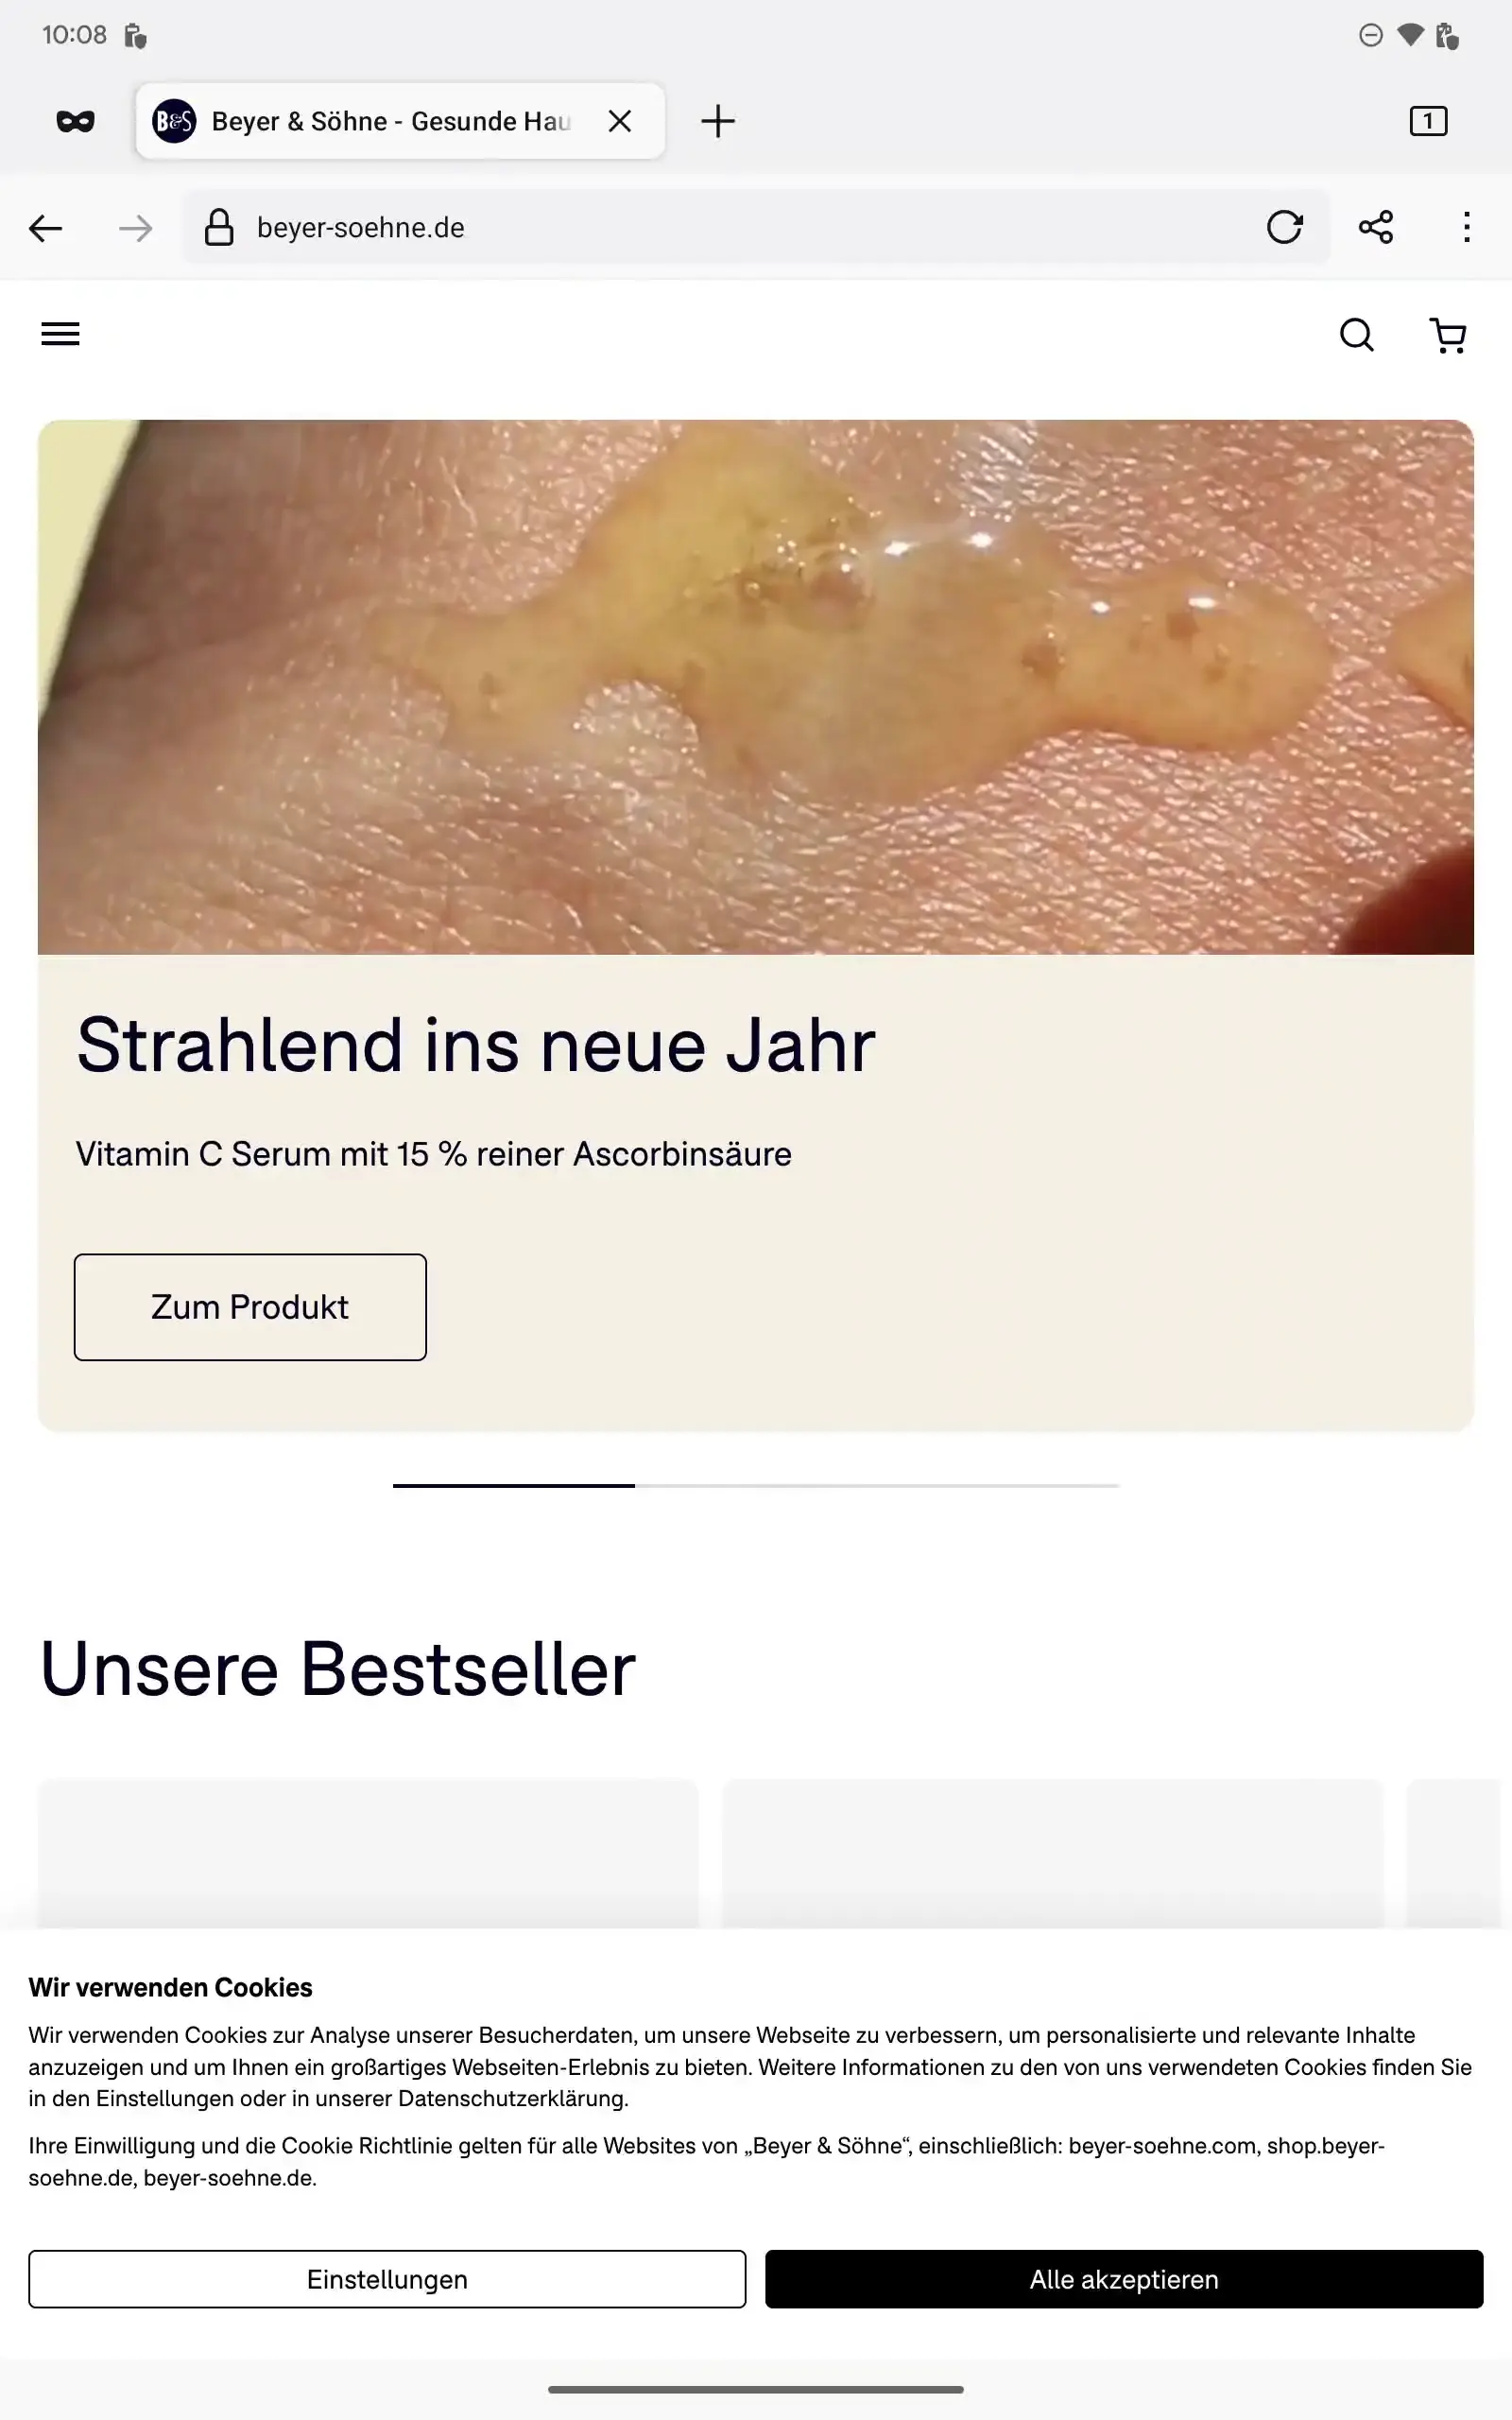 10:08
B&S Beyer & Söhne - Gesunde Hau
1
beyer-soehne.de
Strahlend ins neue Jahr
Vitamin C Serum mit 15 % reiner Ascorbinsäure
Zum Produkt
Unsere Bestseller
Wir verwenden Cookies
Wir verwenden Cookies zur Analyse unserer Besucherdaten, um unsere Webseite zu verbessern, um personalisierte und relevante Inhalte
anzuzeigen und um Ihnen ein großartiges Webseiten-Erlebnis zu bieten. Weitere Informationen zu den von uns verwendeten Cookies finden Sie
in den Einstellungen oder in unserer Datenschutzerklärung.
Ihre Einwilligung und die Cookie Richtlinie gelten für alle Websites von „Beyer & Söhne“, einschließlich: beyer-soehne.com, shop.beyer-
soehne.de, beyer-soehne.de.
Einstellungen
Alle akzeptieren